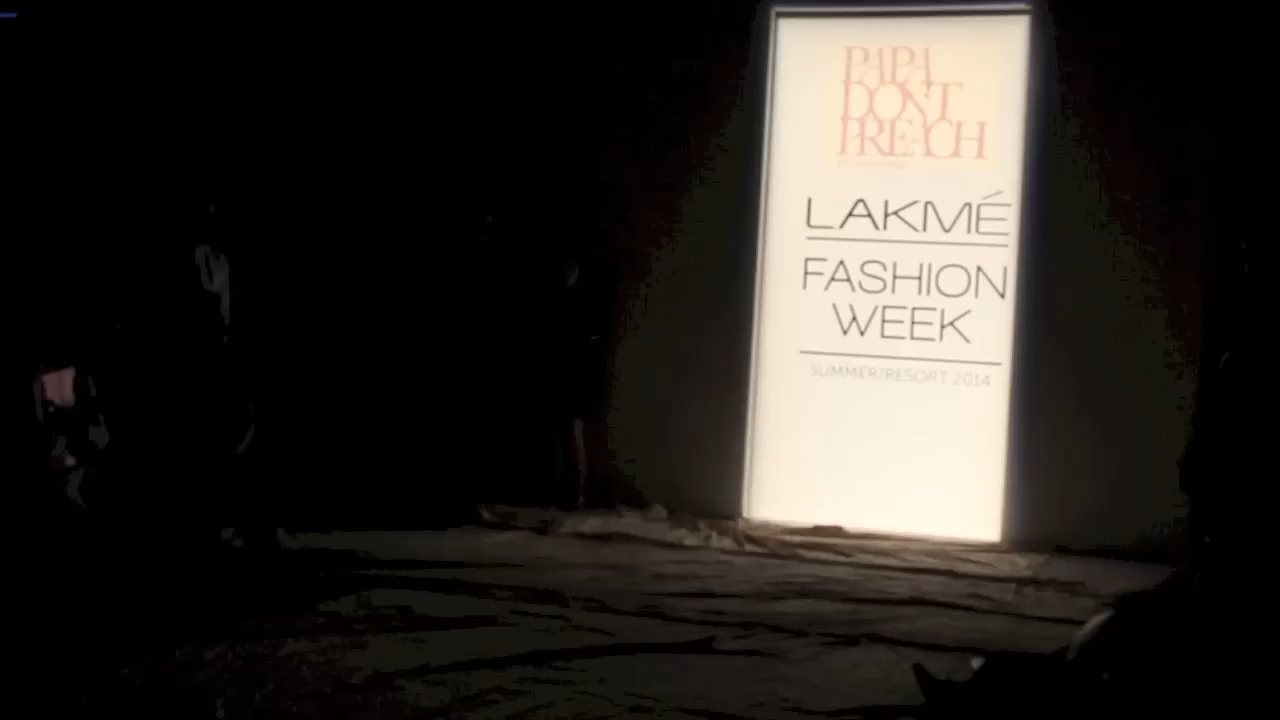 PAPA
DON'T
PREACH
LAKMÉ
FASHION
WEEK
SUMMER/RESORT 2014